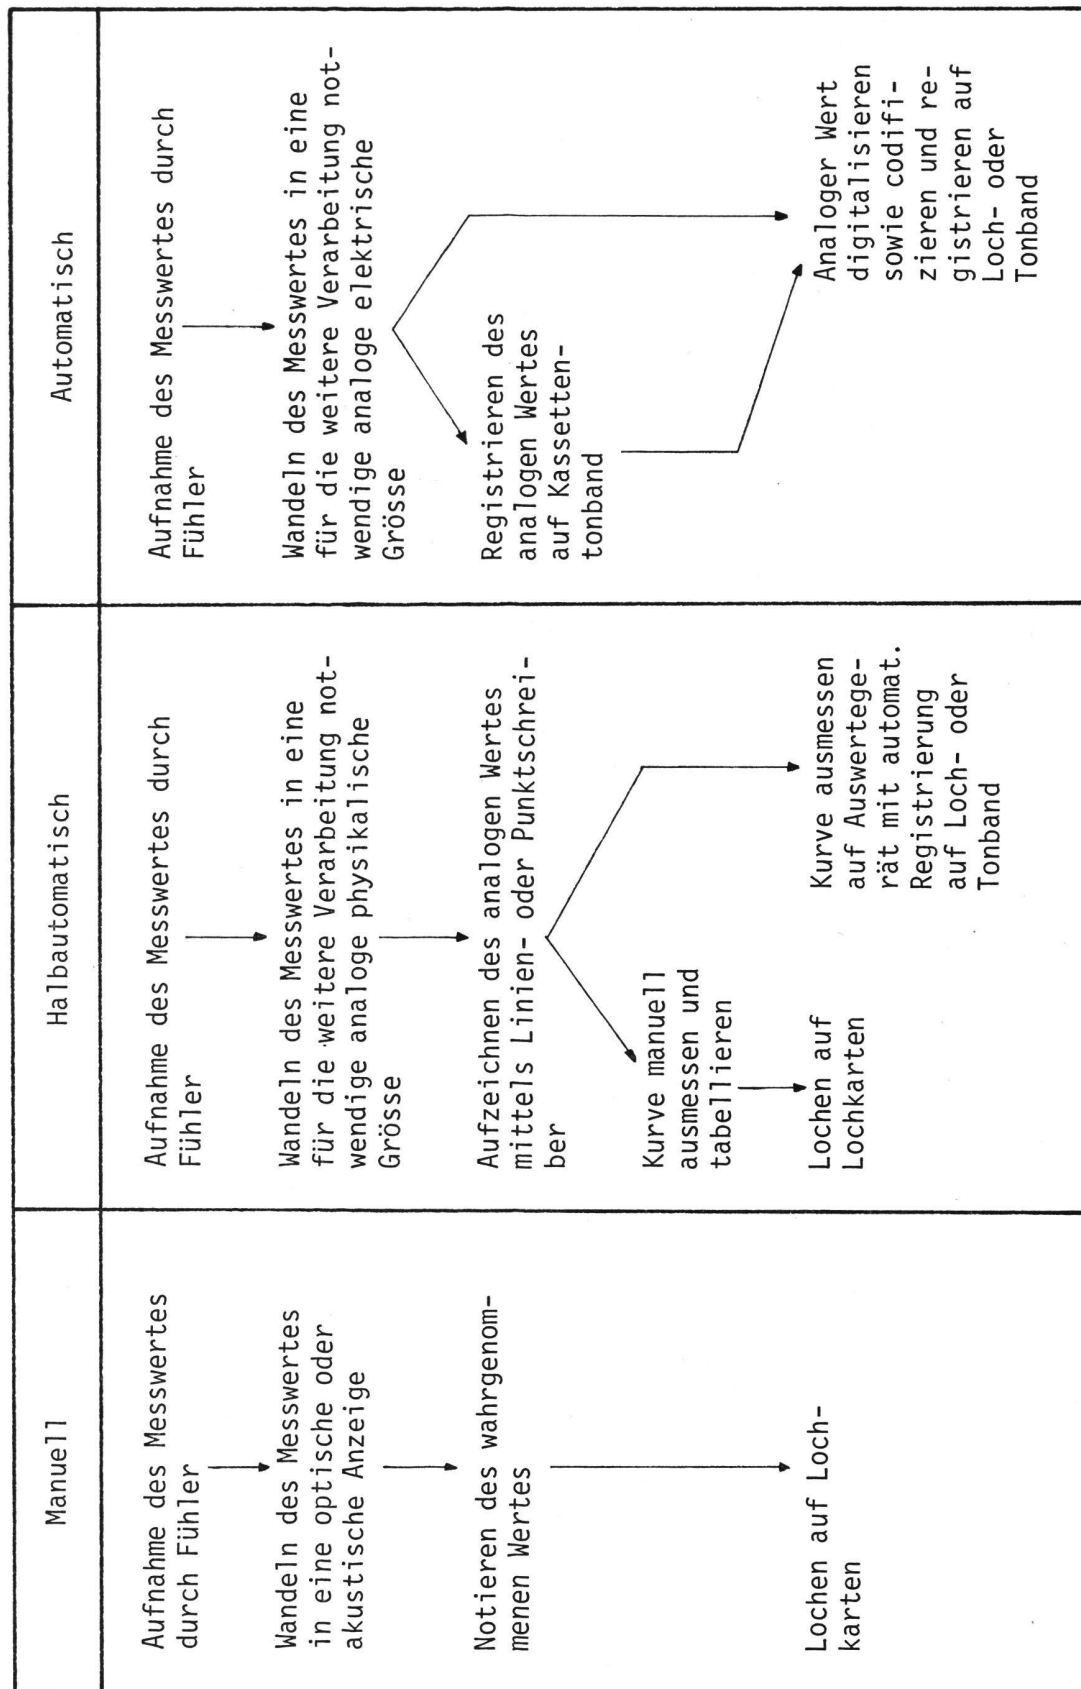 Manuell
Aufnahme des Messwertes
durch Fühler
Wandeln des Messwertes
in eine optische oder
akustische Anzeige
Notieren des wahrgenom-
menen Wertes
Lochen auf Loch-
karten
Halbautomatisch
Aufnahme des Messwertes durch
Fühler
Wandeln des Messwertes in eine
für die weitere Verarbeitung not-
wendige analoge physikalische
Grösse
Aufzeichnen des analogen Wertes
mittels Linien- oder Punktschrei-
ber
Kurve manuell
ausmessen und
tabellieren
Lochen auf
Lochkarten
Kurve ausmessen
auf Auswertege-
rät mit automat.
Registrierung
auf Loch- oder
Tonband
Automatisch
Aufnahme des Messwertes durch
Fühler
Wandeln des Messwertes in eine
für die weitere Verarbeitung not-
wendige analoge elektrische
Grösse
Registrieren des
analogen Wertes
auf Kassetten-
tonband
Analoger Wert
digitalisieren
sowie codifi-
zieren und re-
gistrieren auf
Loch- oder
Tonband